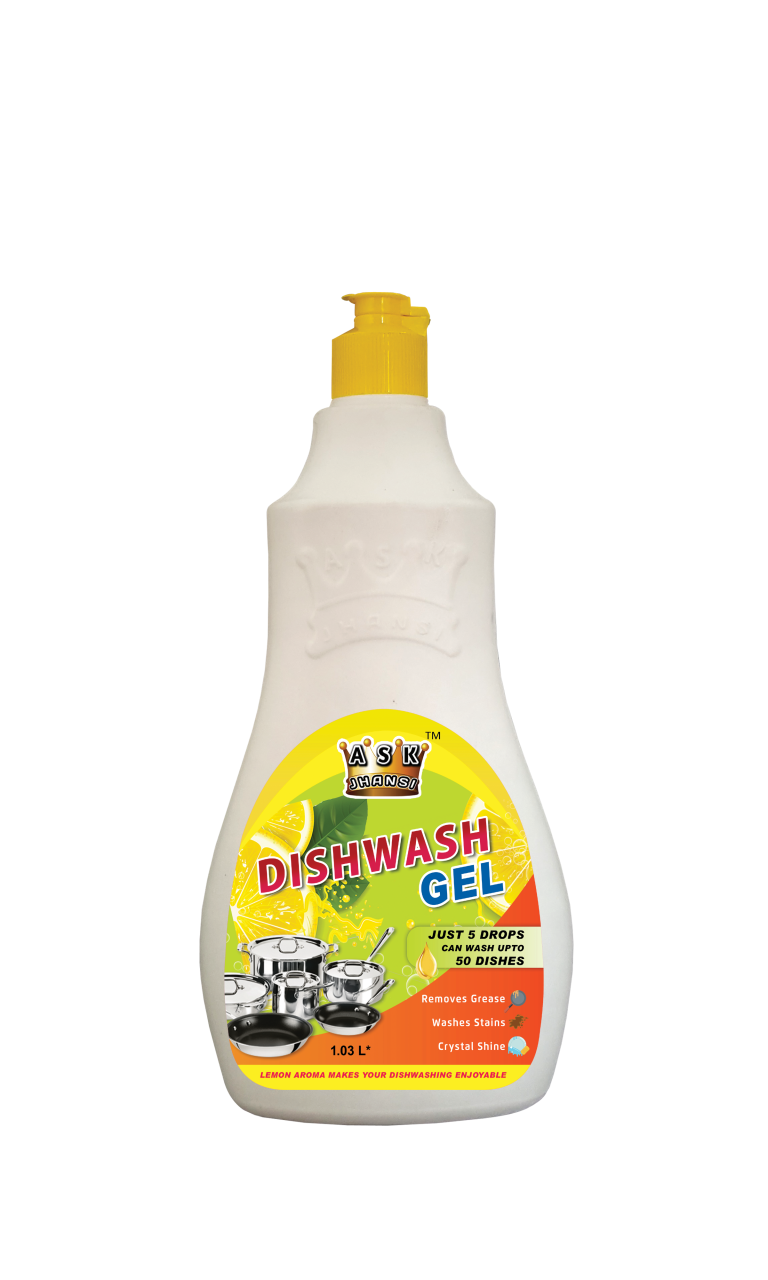 A S K
JHANSI
TM
A S K
JHANSI
DISHWASH
GEL
JUST 5 DROPS
CAN WASH UPTO
50 DISHES
Removes Grease
Washes Stains
Crystal Shine
1.03 L*
LEMON AROMA MAKES YOUR DISHWASHING ENJOYABLE